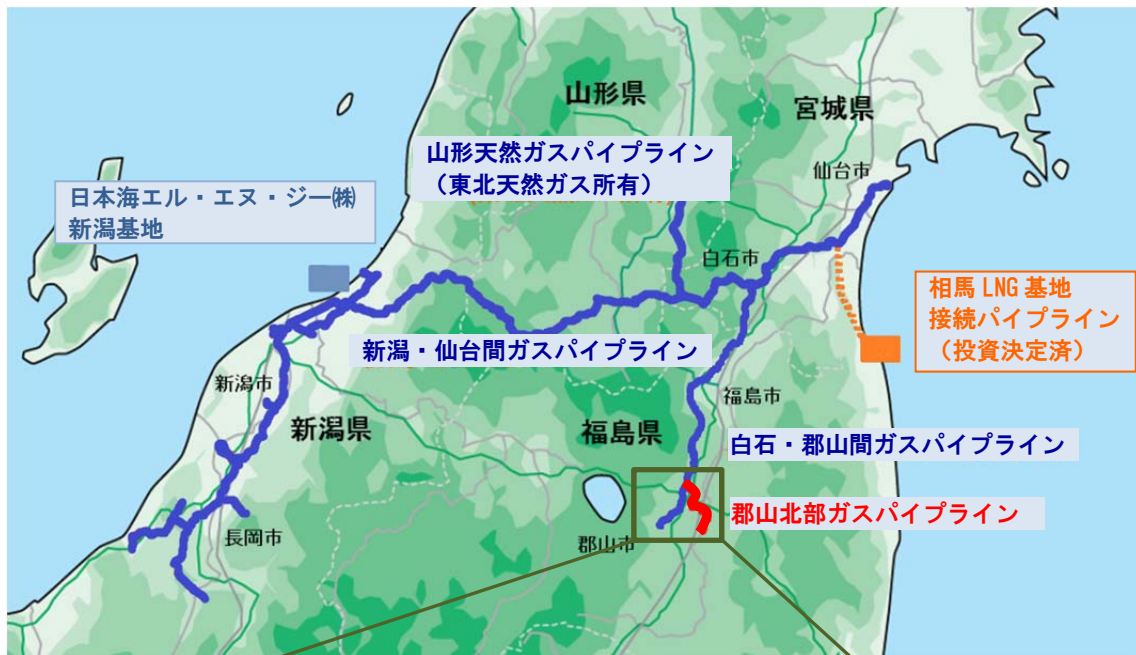 山形県
宮城県
山形天然ガスパイプライン
（東北天然ガス所有）
仙台市
日本海エル・エヌ・ジー㈱
新潟基地
白石市
相馬 LNG 基地
接続パイプライン
（投資決定済）
新潟・仙台間ガスパイプライン
新潟市
福島市
新潟県
福島県
白石・郡山間ガスパイプライン
郡山北部ガスパイプライン
長岡市
郡山市